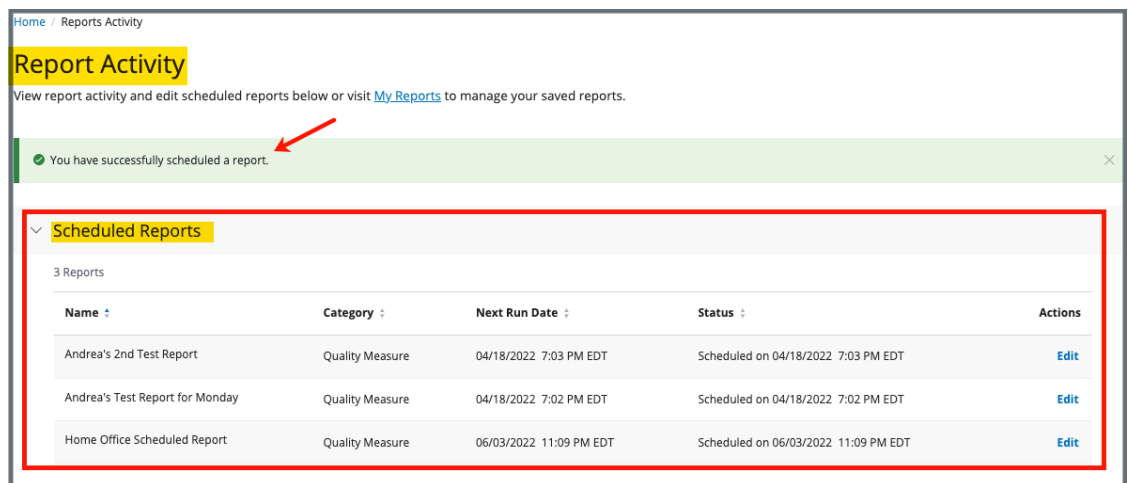 Home / Reports Activity
Report Activity
View report activity and edit scheduled reports below or visit My Reports to manage your saved reports.
You have successfully scheduled a report.
Scheduled Reports
3 Reports
Name Category Next Run Date Status Actions
Andrea's 2nd Test Report Quality Measure 04/18/2022 7:03 PM EDT Scheduled on 04/18/2022 7:03 PM EDT Edit
Andrea's Test Report for Monday Quality Measure 04/18/2022 7:02 PM EDT Scheduled on 04/18/2022 7:02 PM EDT Edit
Home Office Scheduled Report Quality Measure 06/03/2022 11:09 PM EDT Scheduled on 06/03/2022 11:09 PM EDT Edit